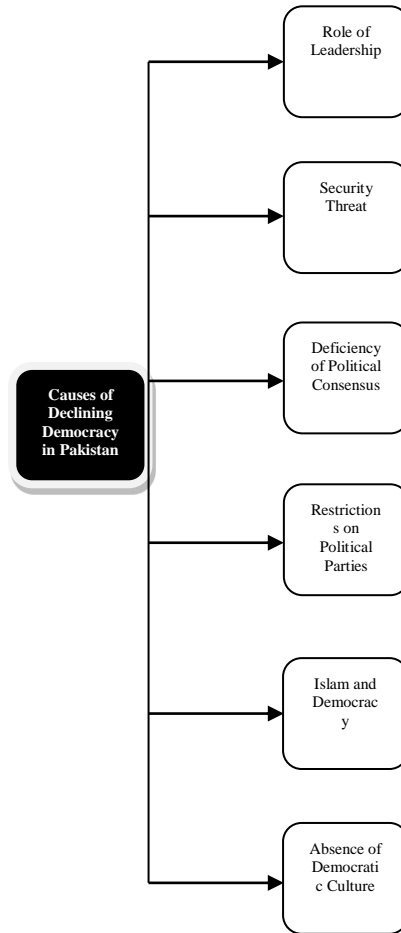 Role of
Leadership
Security
Threat
Deficiency
of Political
Consensus
Causes of
Declining
Democracy
in Pakistan
Restriction
s on
Political
Parties
Islam and
Democrac
y
Absence of
Democrati
c Culture